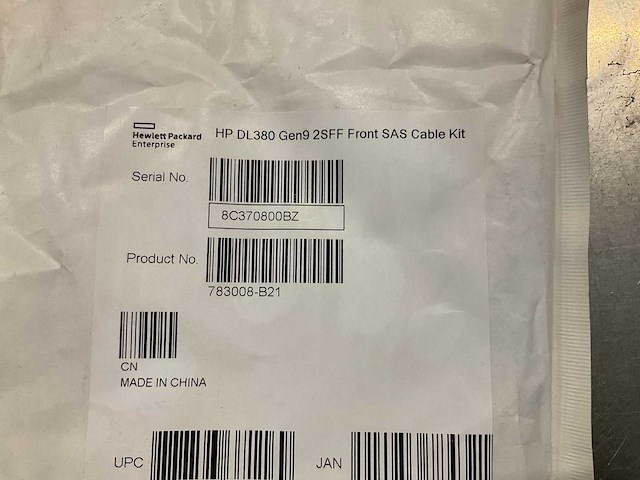 Hewlett Packard
Enterprise
HP DL380 Gen9 2SFF Front SAS Cable Kit
Serial No.
8C370800BZ
Product No.
783008-B21
CN
MADE IN CHINA
UPC
JAN